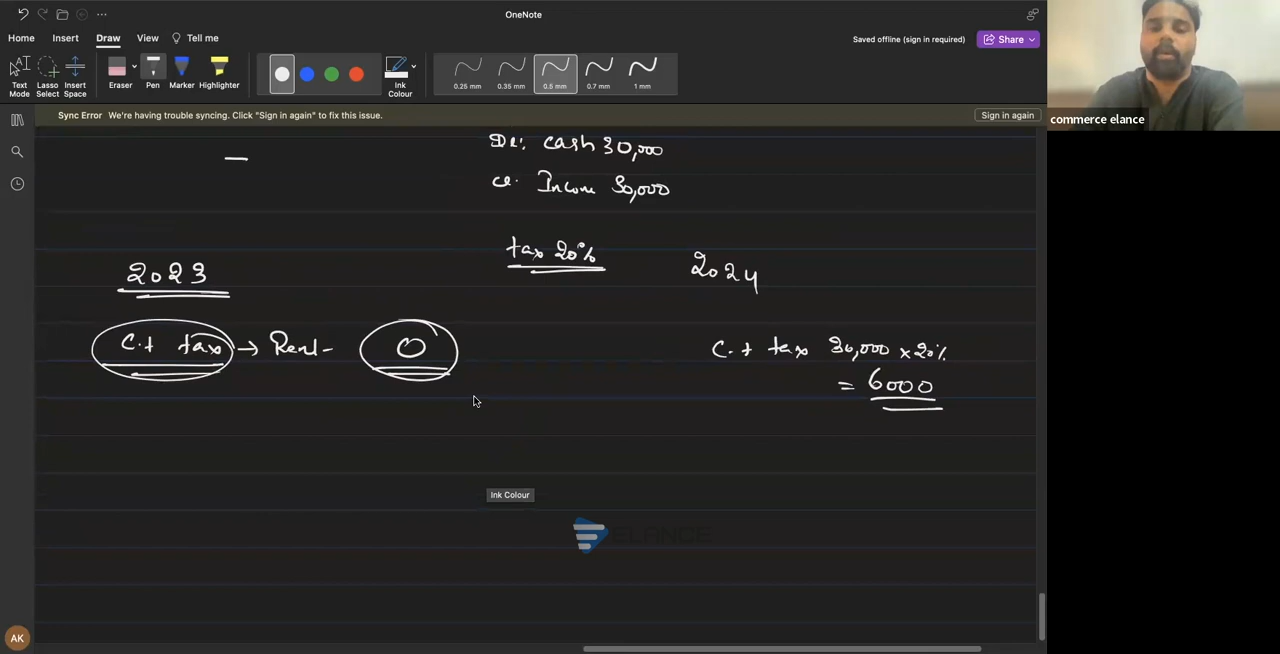 OneNote
Home Insert Draw View Tell me
Saved offline (sign in required) Share
Text Mode Lasso Select Insert Space Eraser Pen Marker Highlighter Ink Colour 0.25 mm 0.35 mm 0.5 mm 0.7 mm 1 mm
commerce elance
Sync Error We're having trouble syncing. Click "Sign in again" to fix this issue. Sign in again
Dr: cash 30,000
Cr. Income 30,000
tax 20%
2023
2024
C.t tax → Rent - 0
C.t tax 30,000 x 20%
= 6000
Ink Colour
ELANCE
AK